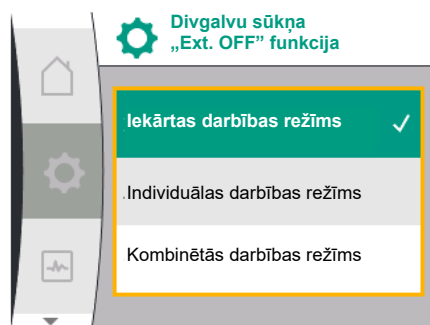 Divgalvu sūkņa
„Ext. OFF” funkcija
Iekārtas darbības režīms
Individuālas darbības režīms
Kombinētās darbības režīms